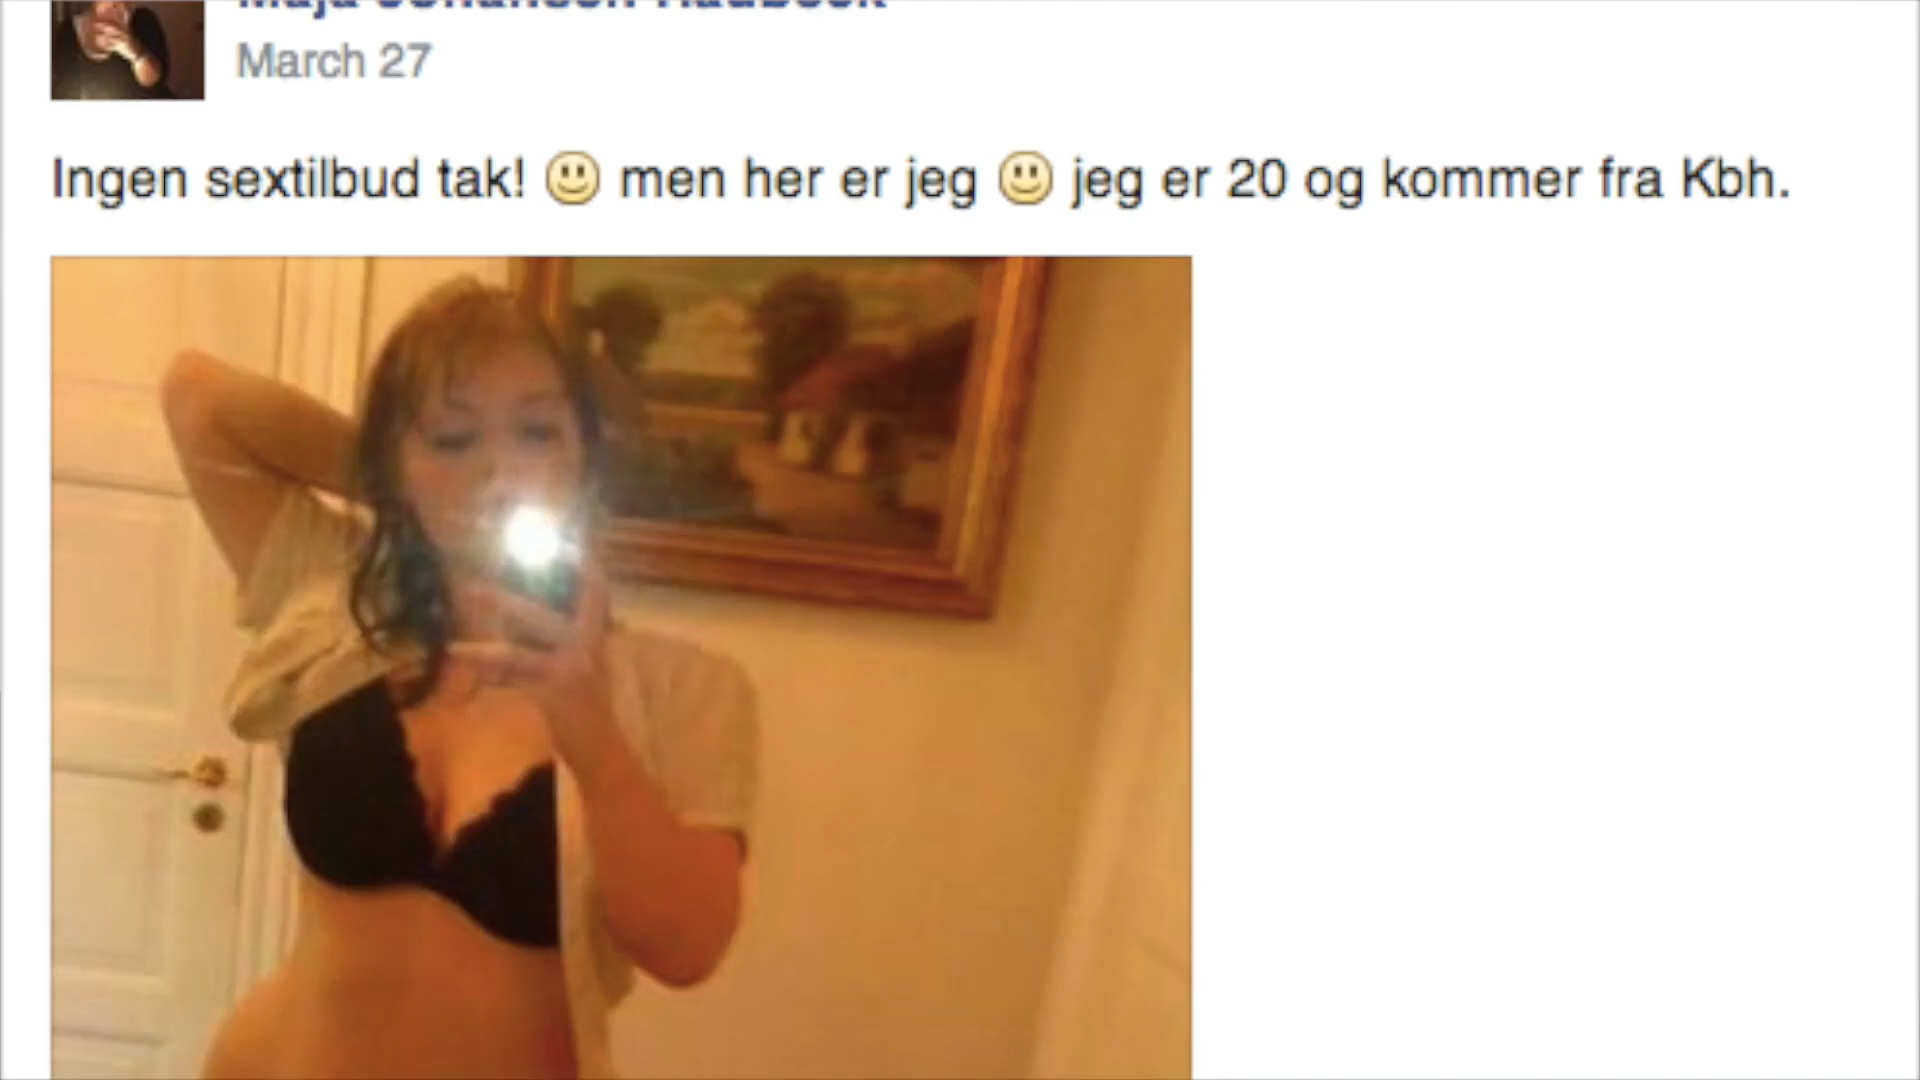 March 27
Ingen sextilbud tak! 🙂 men her er jeg 🙂 jeg er 20 og kommer fra Kbh.